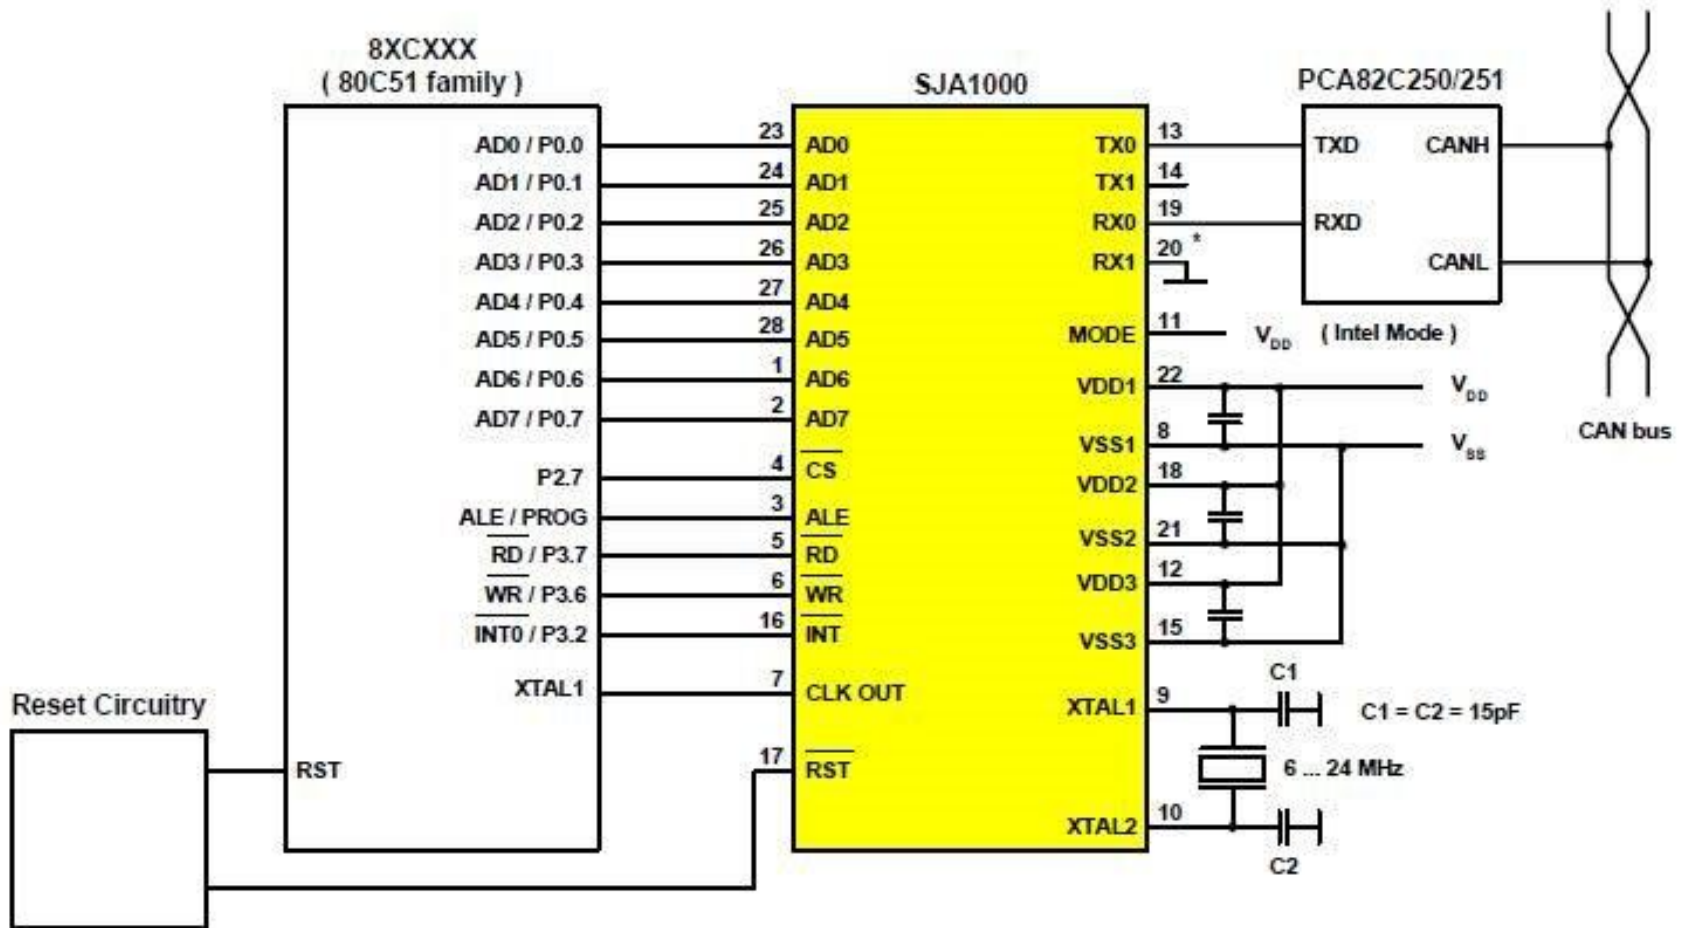 8XCXXX
( 80C51 family )
SJA1000
PCA82C250/251
AD0 / P0.0
23
AD0
TX0
13
TXD
CANH
AD1 / P0.1
24
AD1
TX1
14
AD2 / P0.2
25
AD2
RX0
19
RXD
AD3 / P0.3
26
AD3
RX1
20 *
CANL
AD4 / P0.4
27
AD4
AD5 / P0.5
28
AD5
MODE
11
VDD ( Intel Mode )
AD6 / P0.6
1
AD6
VDD1
22
VDD
AD7 / P0.7
2
AD7
VSS1
8
VSS
CAN bus
P2.7
4
CS
VDD2
18
ALE / PROG
3
ALE
VSS2
21
RD / P3.7
5
RD
VDD3
12
WR / P3.6
6
WR
INT0 / P3.2
16
INT
VSS3
15
XTAL1
7
CLK OUT
XTAL1
9
C1
C1 = C2 = 15pF
Reset Circuitry
RST
17
RST
6 ... 24 MHz
XTAL2
10
C2